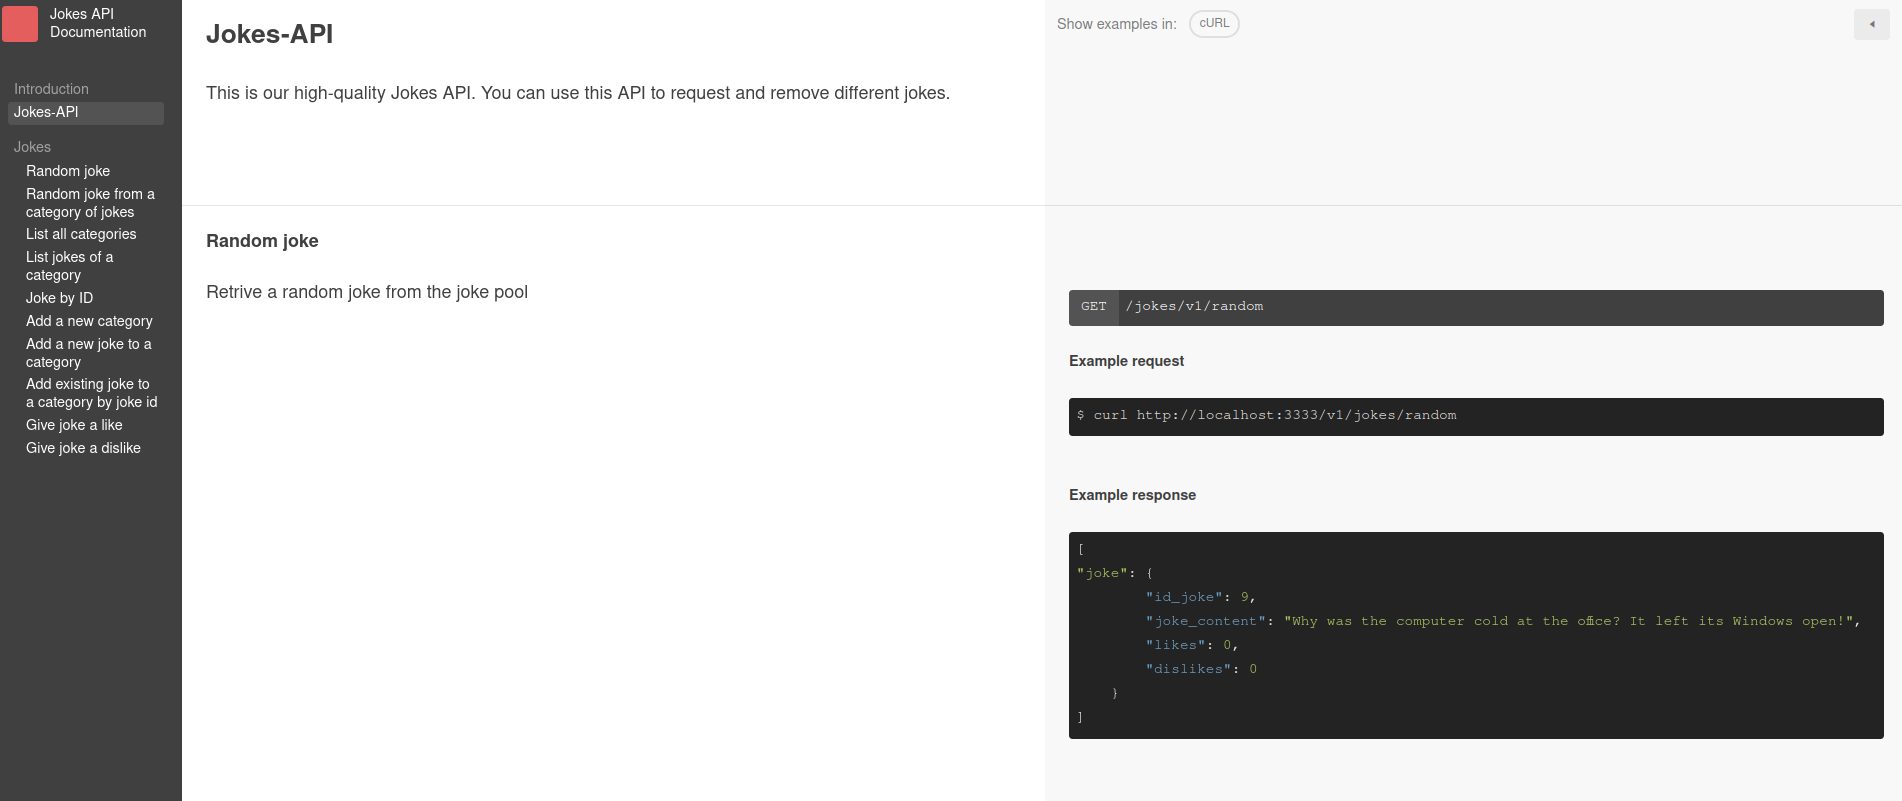 Jokes API
Documentation
Introduction
Jokes-API
Jokes
Random joke
Random joke from a
category of jokes
List all categories
List jokes of a
category
Joke by ID
Add a new category
Add a new joke to a
category
Add existing joke to
a category by joke id
Give joke a like
Give joke a dislike
Jokes-API
This is our high-quality Jokes API. You can use this API to request and remove different jokes.
Random joke
Retrive a random joke from the joke pool
Show examples in: cURL
GET /jokes/v1/random
Example request
$ curl http://localhost:3333/v1/jokes/random
Example response
[
"joke": {
"id_joke": 9,
"joke_content": "Why was the computer cold at the office? It left its Windows open!",
"likes": 0,
"dislikes": 0
}
]